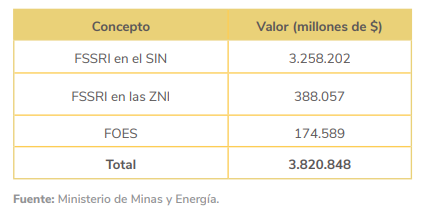 Concepto Valor (millones de $)
FSSRI en el SIN 3.258.202
FSSRI en las ZNI 388.057
FOES 174.589
Total 3.820.848
Fuente: Ministerio de Minas y Energía.